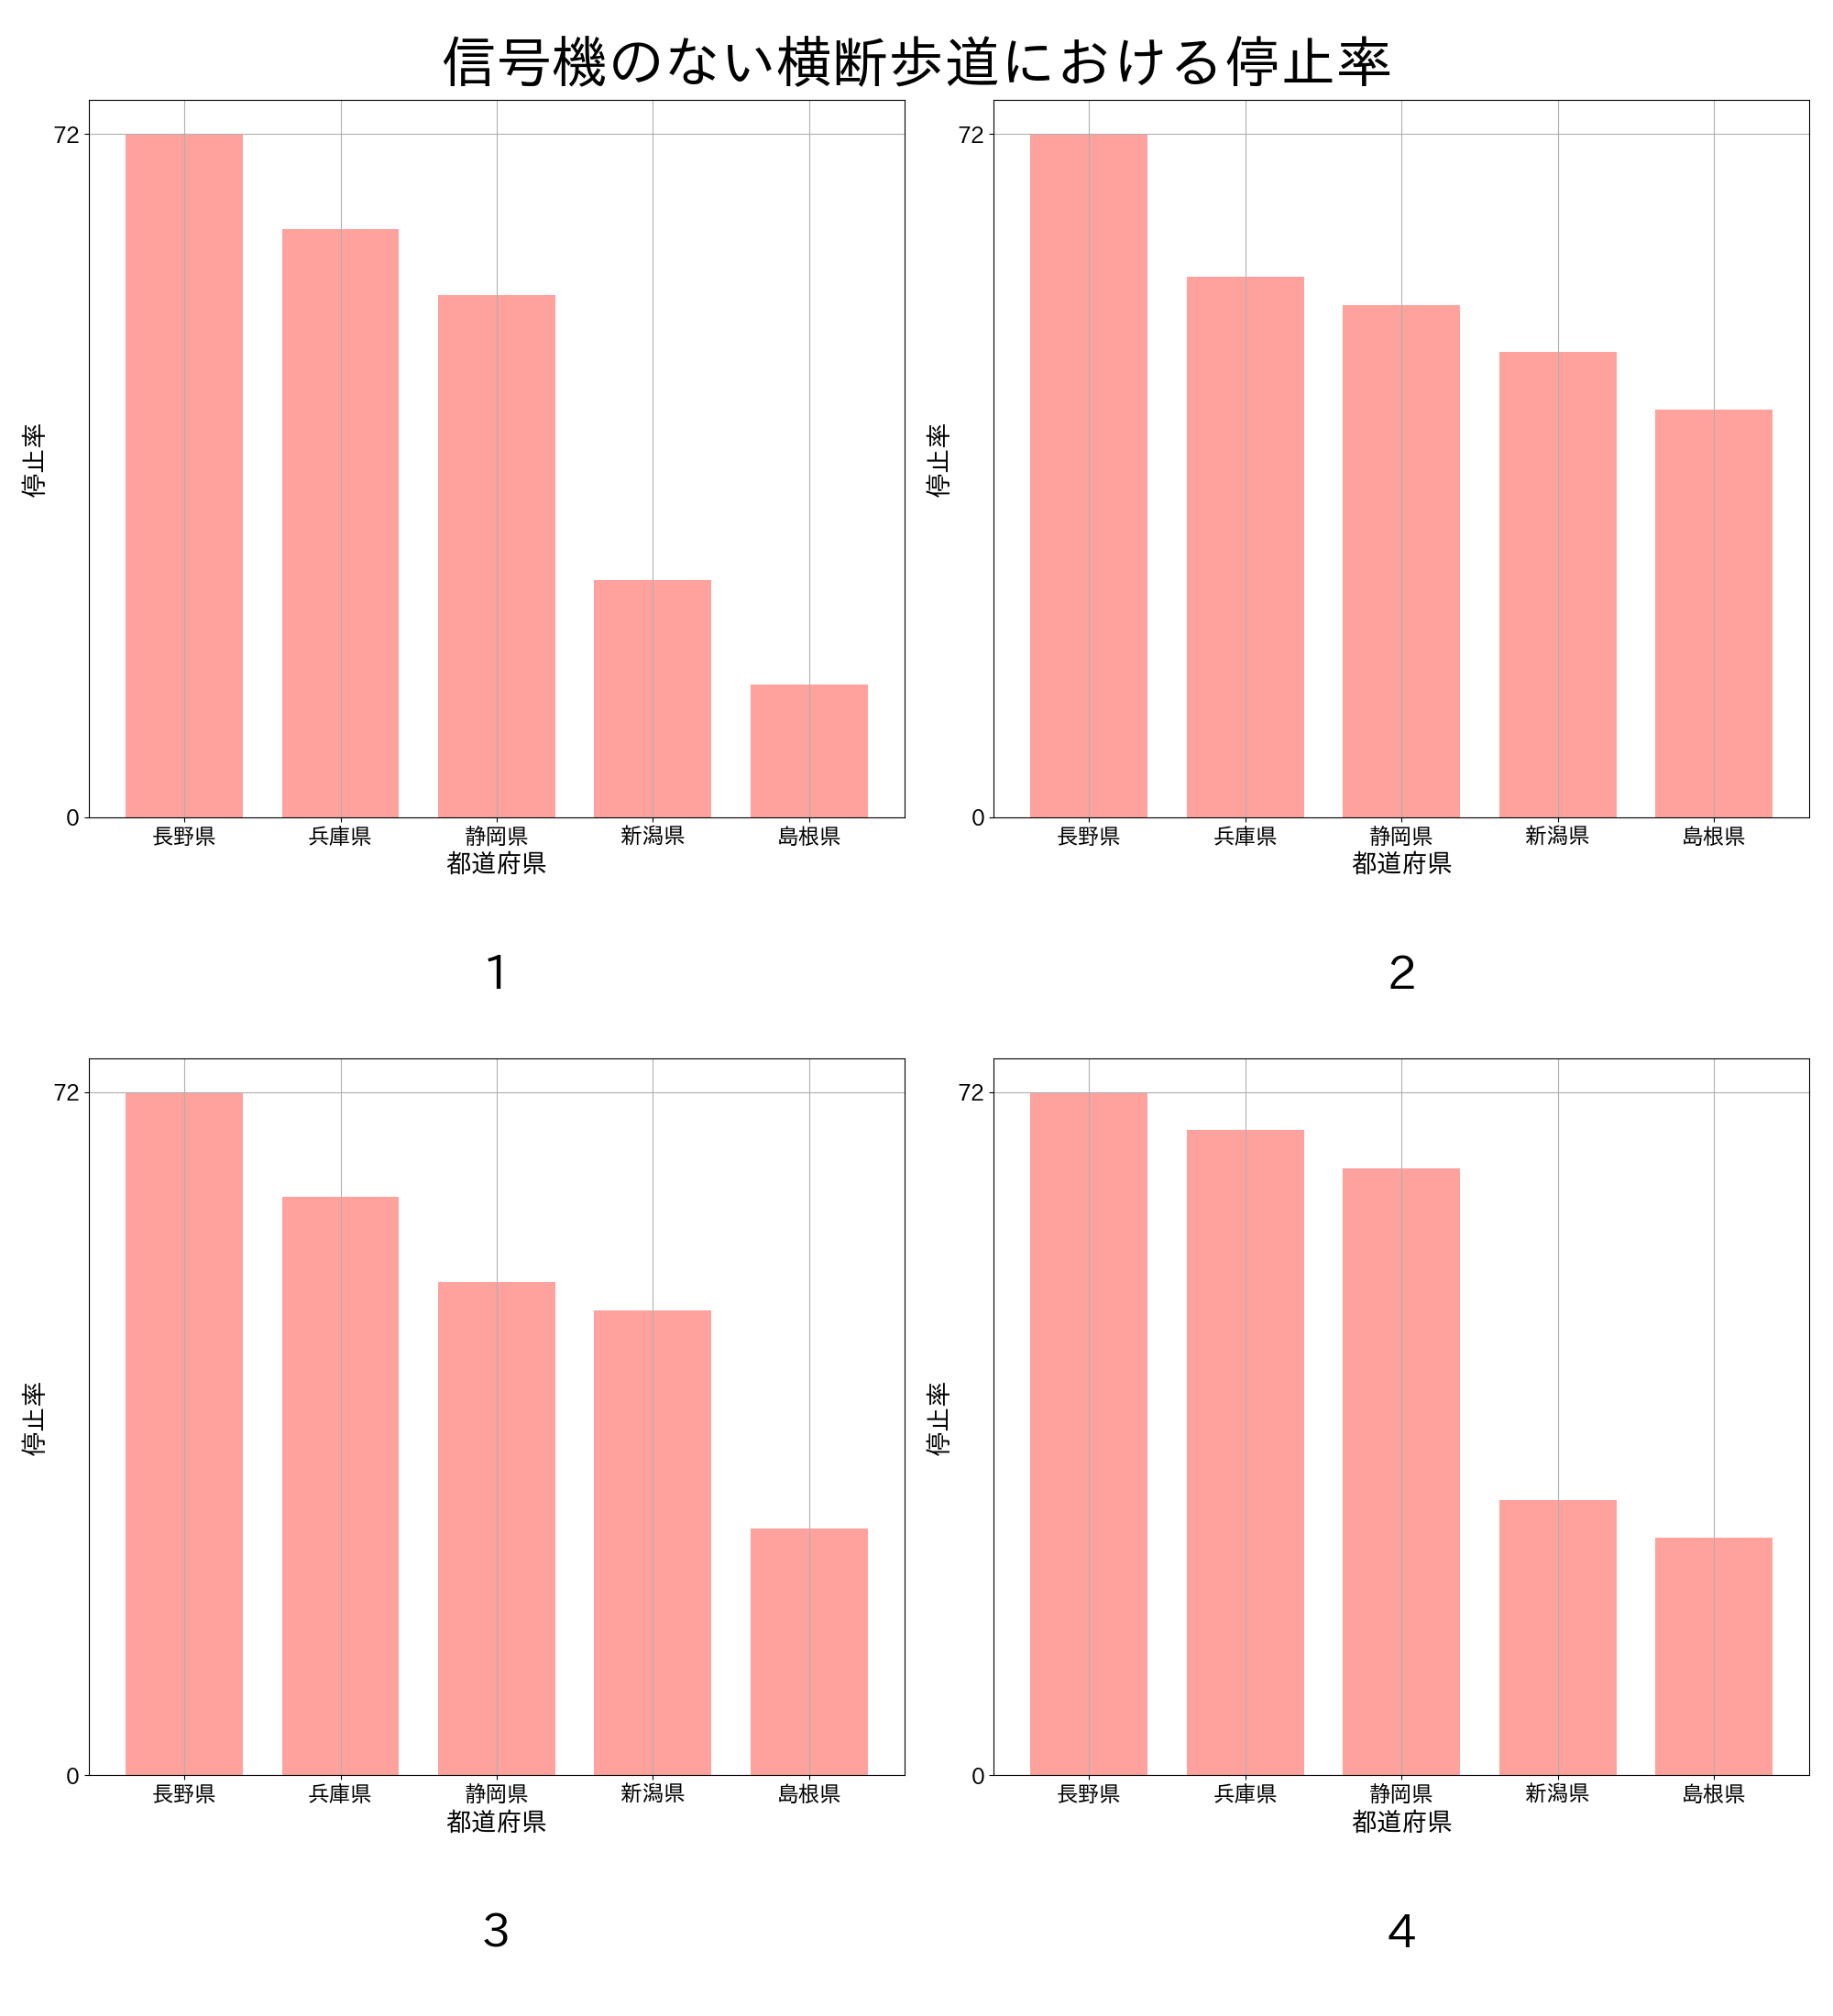 信号機のない横断歩道における停止率
72
0
停止率
長野県 兵庫県 静岡県 新潟県 島根県
都道府県
1
72
0
停止率
長野県 兵庫県 静岡県 新潟県 島根県
都道府県
2
72
0
停止率
長野県 兵庫県 静岡県 新潟県 島根県
都道府県
3
72
0
停止率
長野県 兵庫県 静岡県 新潟県 島根県
都道府県
4